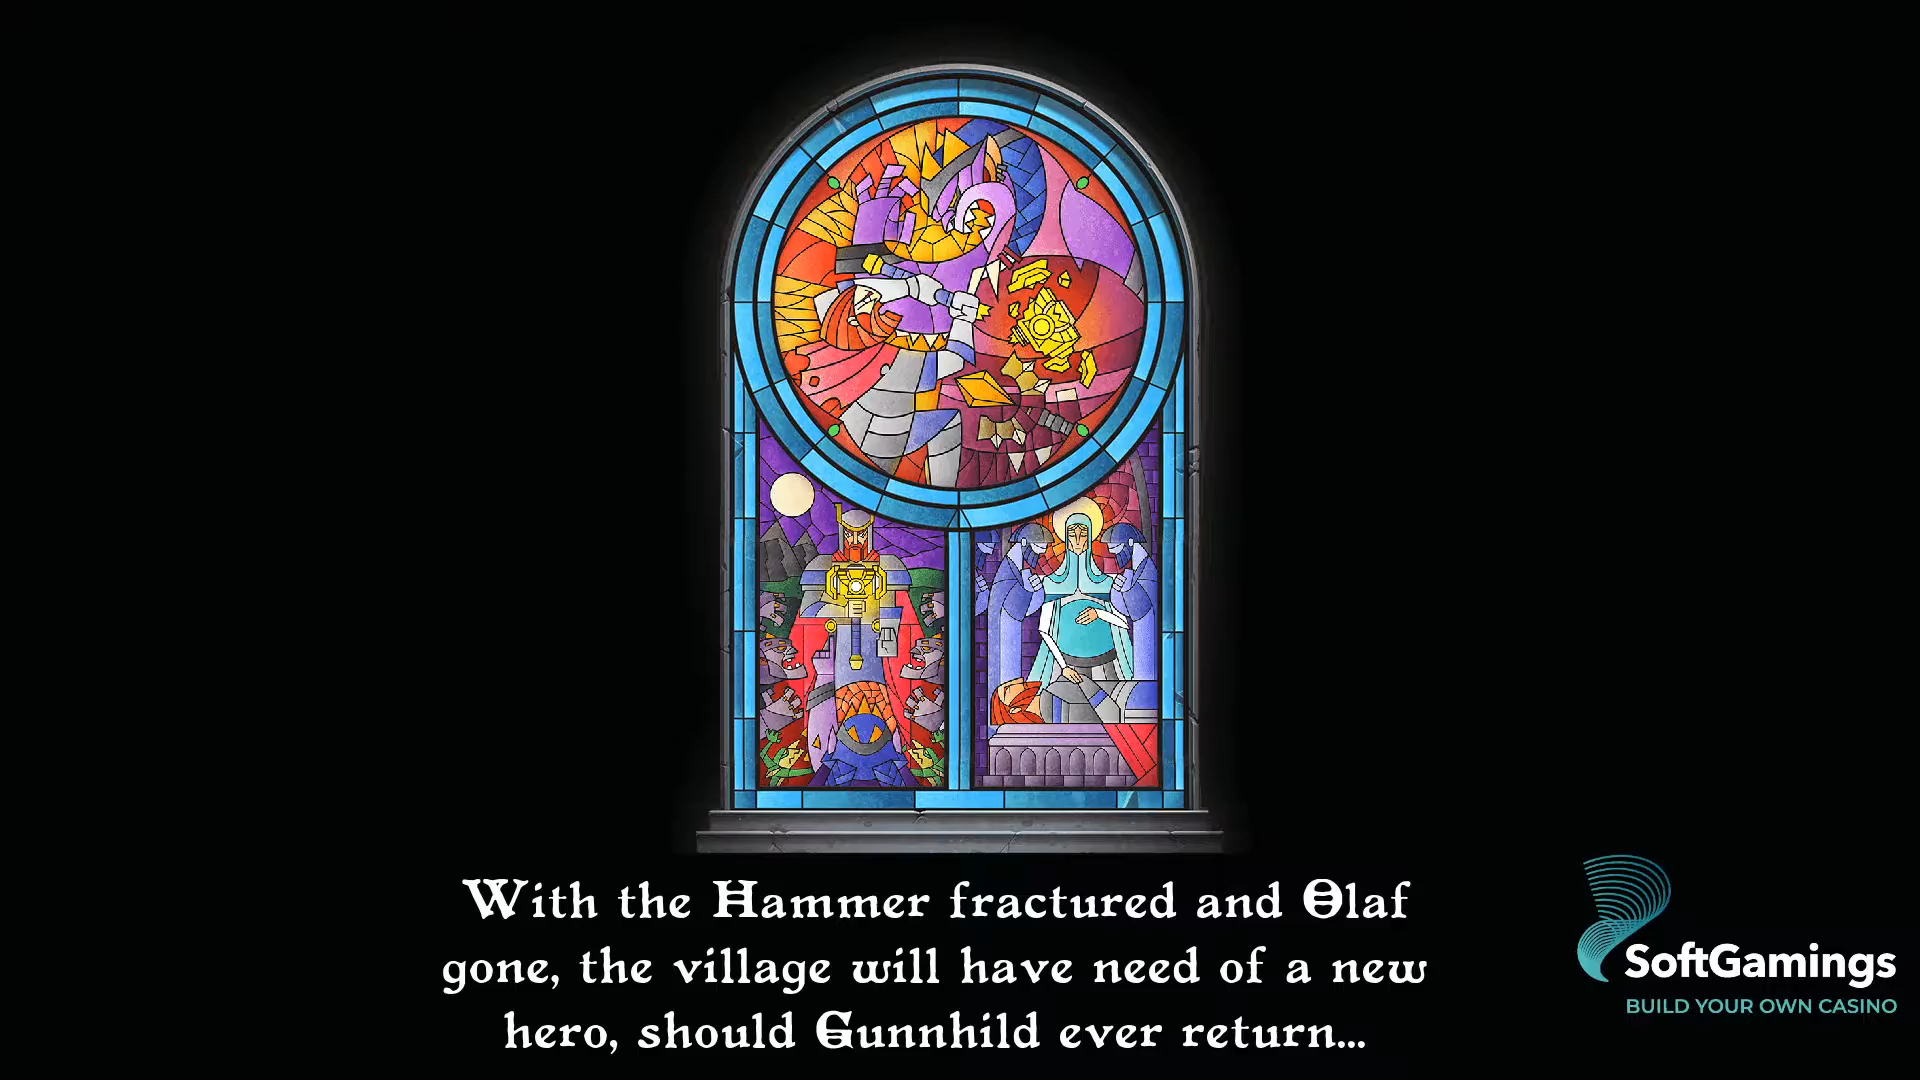 With the Hammer fractured and Olaf
gone, the village will have need of a new
hero, should Gunnhild ever return...
SoftGamings
BUILD YOUR OWN CASINO